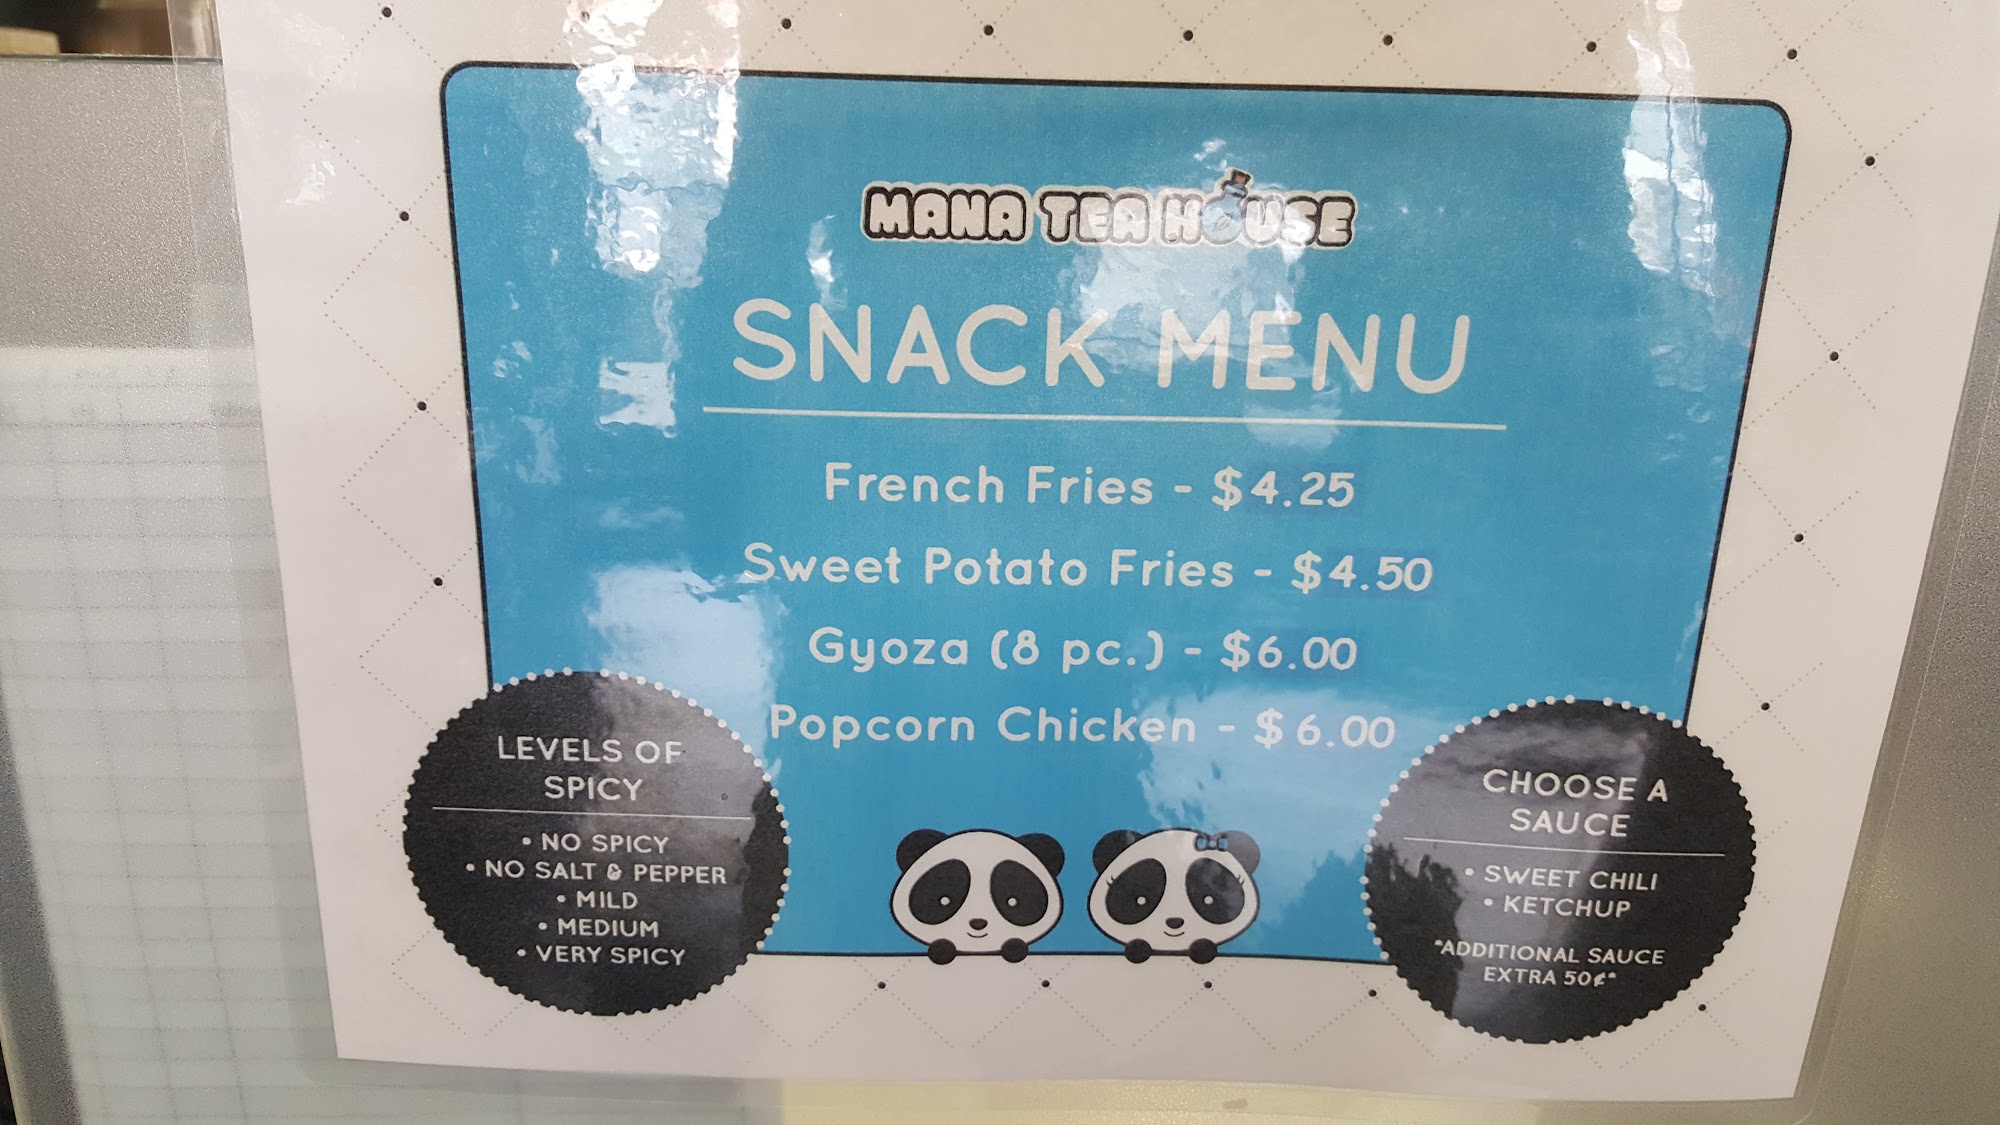 MANA TEA HOUSE
SNACK MENU
French Fries - $4.25
Sweet Potato Fries - $4.50
Gyoza (8 pc.) - $6.00
Popcorn Chicken - $6.00
LEVELS OF
SPICY
• NO SPICY
• NO SALT & PEPPER
• MILD
• MEDIUM
• VERY SPICY
CHOOSE A
SAUCE
• SWEET CHILI
• KETCHUP
*ADDITIONAL SAUCE
EXTRA 50¢*